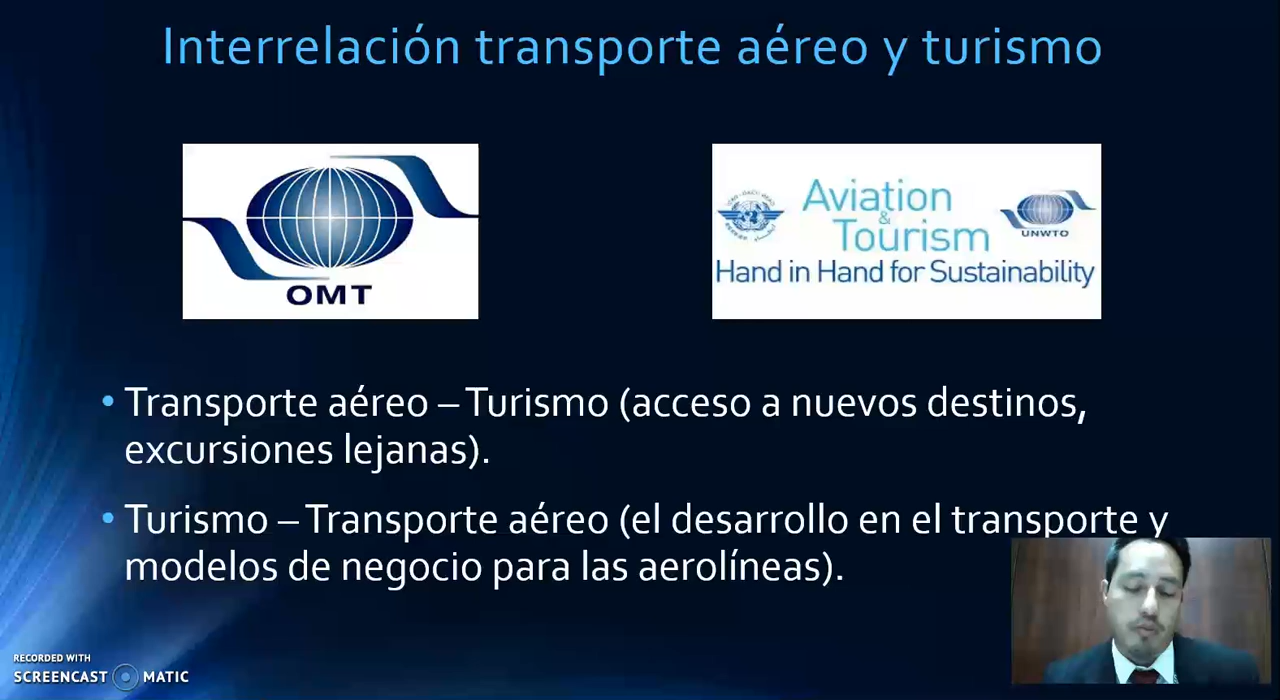 Interrelación transporte aéreo y turismo
OMT
Aviation
&
Tourism
UNWTO
Hand in Hand for Sustainability
• Transporte aéreo – Turismo (acceso a nuevos destinos,
excursiones lejanas).
• Turismo – Transporte aéreo (el desarrollo en el transporte y
modelos de negocio para las aerolíneas).
RECORDED WITH
SCREENCAST MATIC